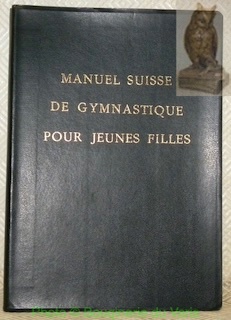 MANUEL SUISSE
DE GYMNASTIQUE
POUR JEUNES FILLES